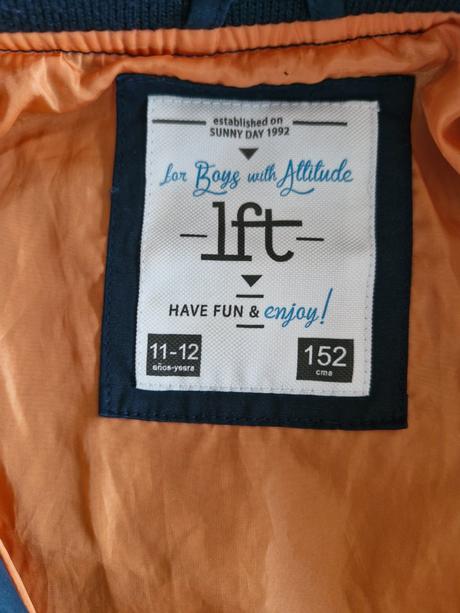 established on
SUNNY DAY 1992
for Boys with Attitude
lft
HAVE FUN & enjoy!
11-12
años-years
152
cms